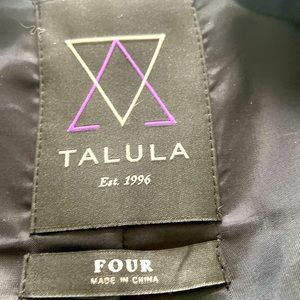 TALULA
Est. 1996
FOUR
MADE IN CHINA